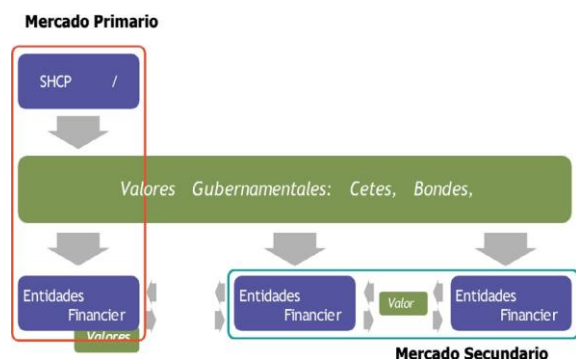 Mercado Primario
SHCP /
Valores Gubernamentales: Cetes, Bondes,
Entidades
Financier
Valores
Entidades
Financier
Valor
Entidades
Financier
Mercado Secundario